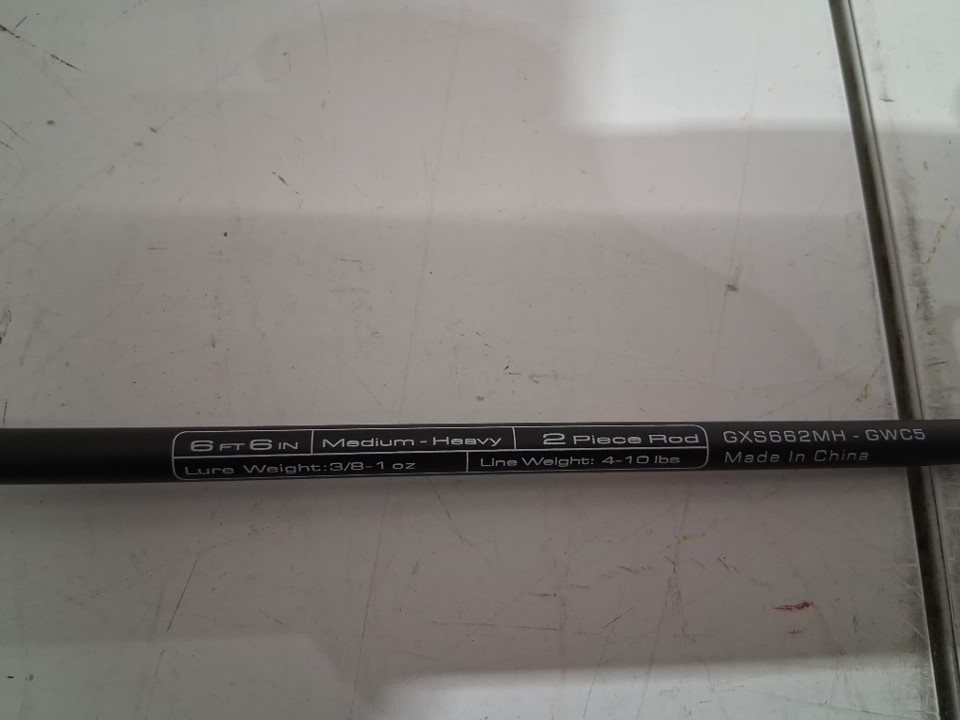 6 FT 6 IN Medium - Heavy 2 Piece Rod
Lure Weight: 3/8-1 oz Line Weight: 4-10 lbs
GXS662MH - GWC5
Made In China